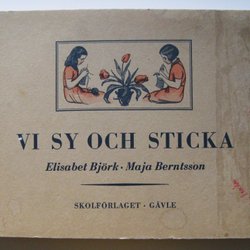 VI SY OCH STICKA
Elisabet Björk · Maja Berntsson
SKOLFÖRLAGET · GÄVLE